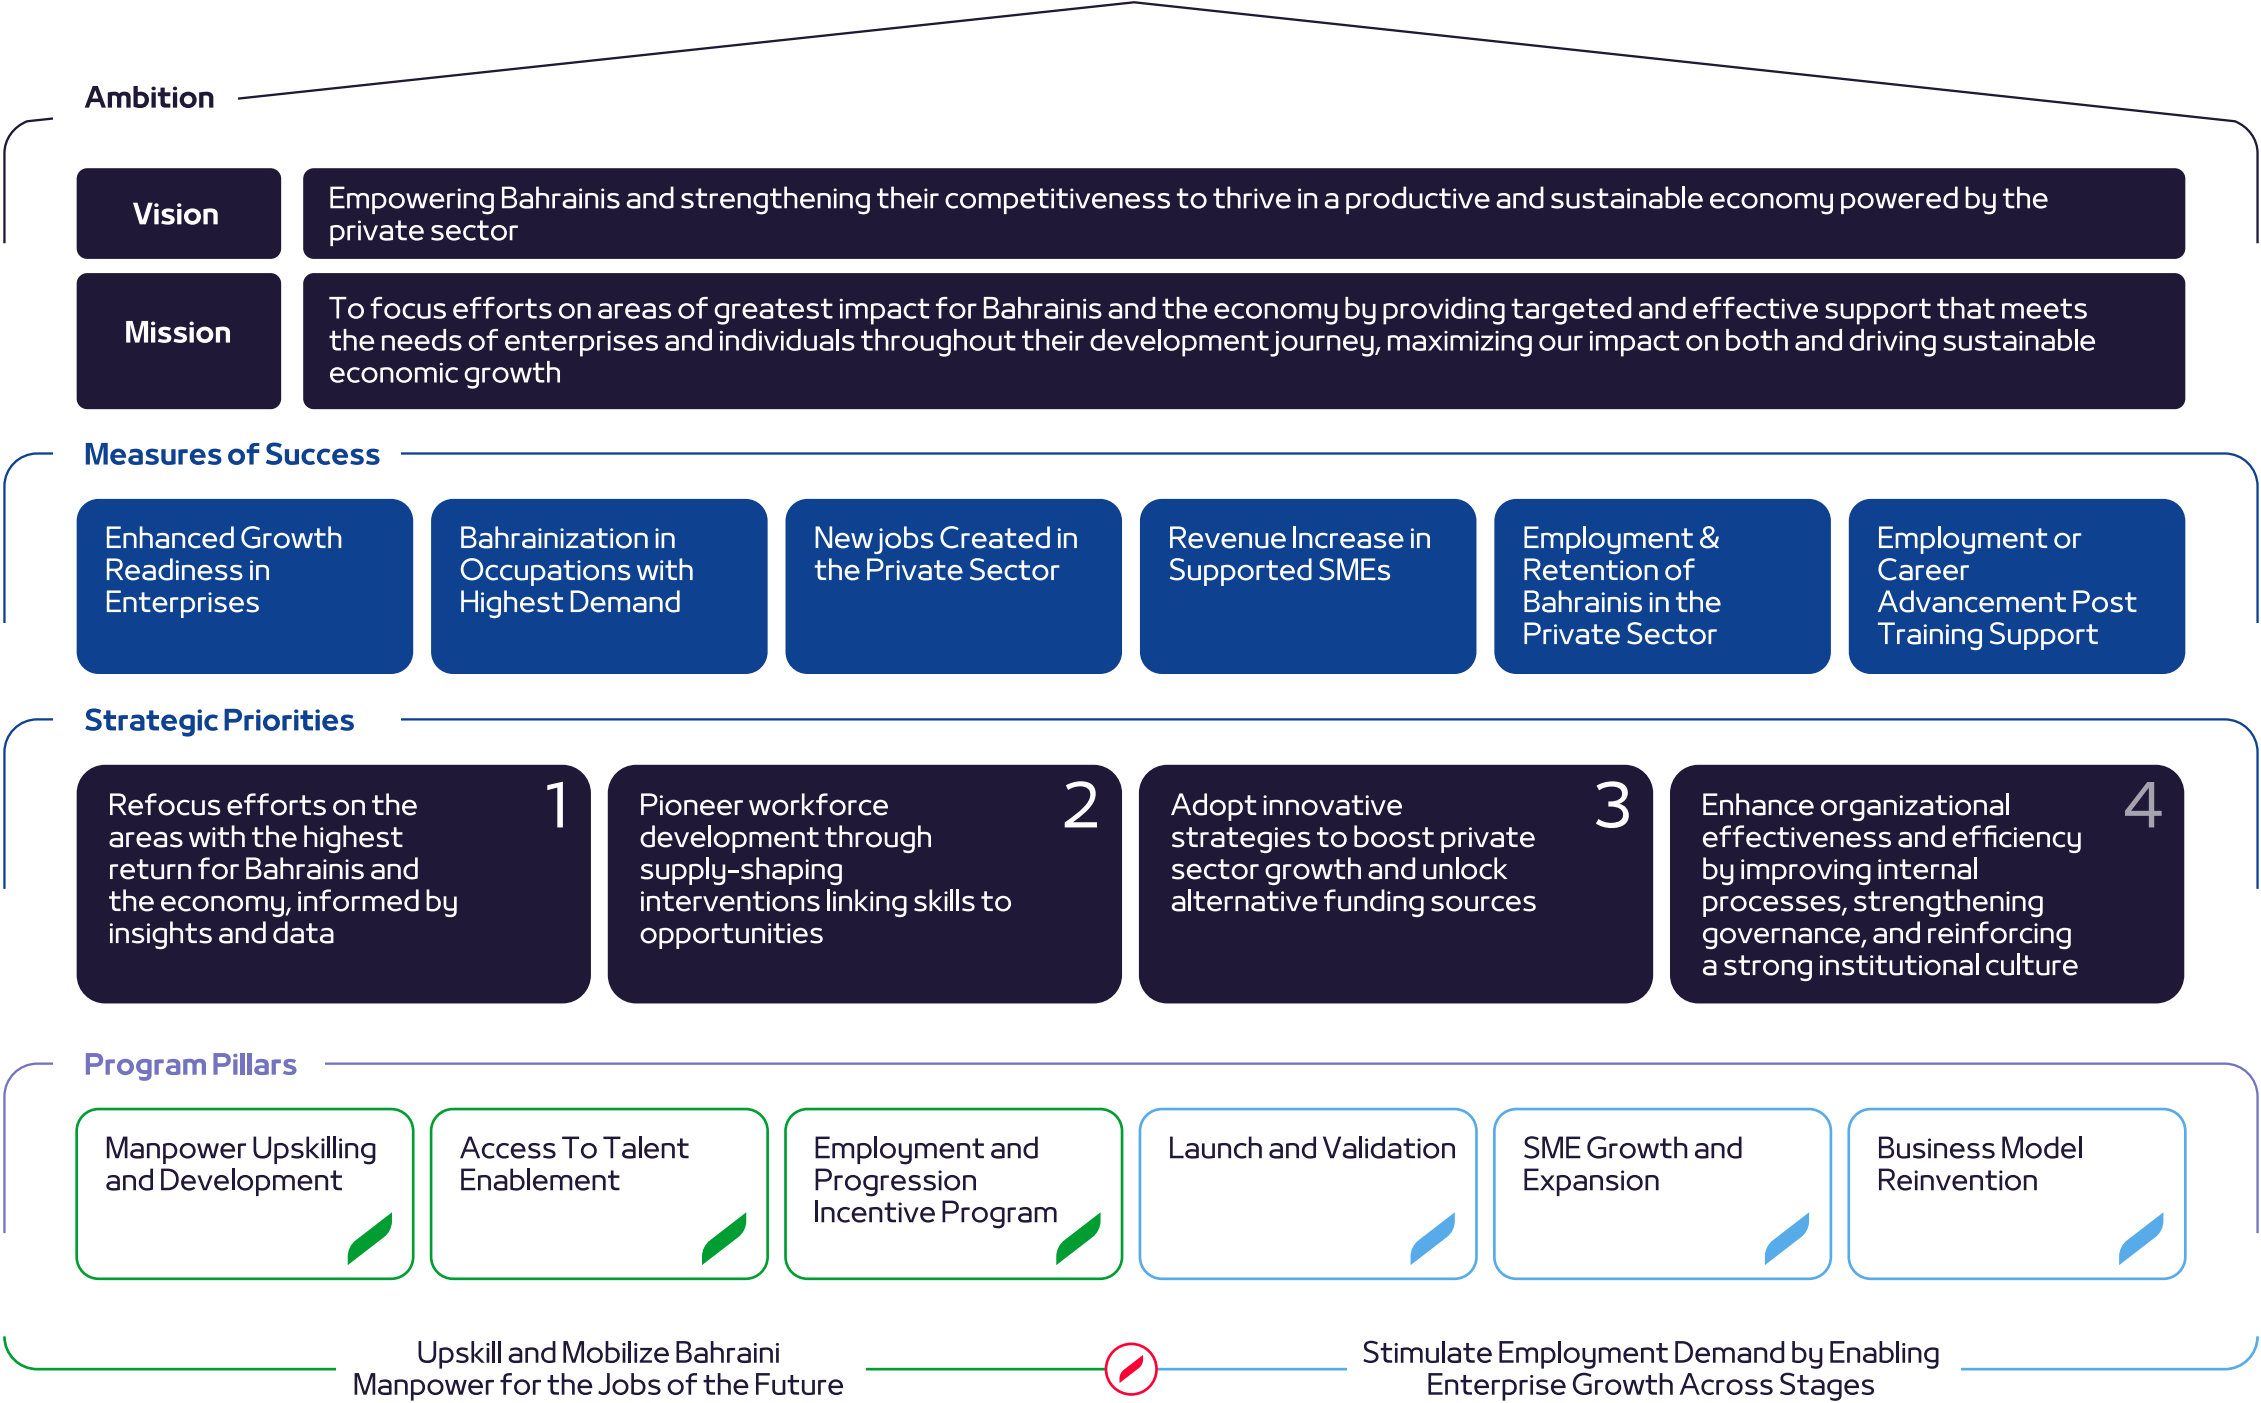 Ambition
Vision
Empowering Bahrainis and strengthening their competitiveness to thrive in a productive and sustainable economy powered by the
private sector
Mission
To focus efforts on areas of greatest impact for Bahrainis and the economy by providing targeted and effective support that meets
the needs of enterprises and individuals throughout their development journey, maximizing our impact on both and driving sustainable
economic growth
Measures of Success
Enhanced Growth
Readiness in
Enterprises
Bahrainization in
Occupations with
Highest Demand
New jobs Created in
the Private Sector
Revenue Increase in
Supported SMEs
Employment &
Retention of
Bahrainis in the
Private Sector
Employment or
Career
Advancement Post
Training Support
Strategic Priorities
1
Refocus efforts on the
areas with the highest
return for Bahrainis and
the economy, informed by
insights and data
2
Pioneer workforce
development through
supply-shaping
interventions linking skills to
opportunities
3
Adopt innovative
strategies to boost private
sector growth and unlock
alternative funding sources
4
Enhance organizational
effectiveness and efficiency
by improving internal
processes, strengthening
governance, and reinforcing
a strong institutional culture
Program Pillars
Manpower Upskilling
and Development
Access To Talent
Enablement
Employment and
Progression
Incentive Program
Launch and Validation
SME Growth and
Expansion
Business Model
Reinvention
Upskill and Mobilize Bahraini
Manpower for the Jobs of the Future
Stimulate Employment Demand by Enabling
Enterprise Growth Across Stages